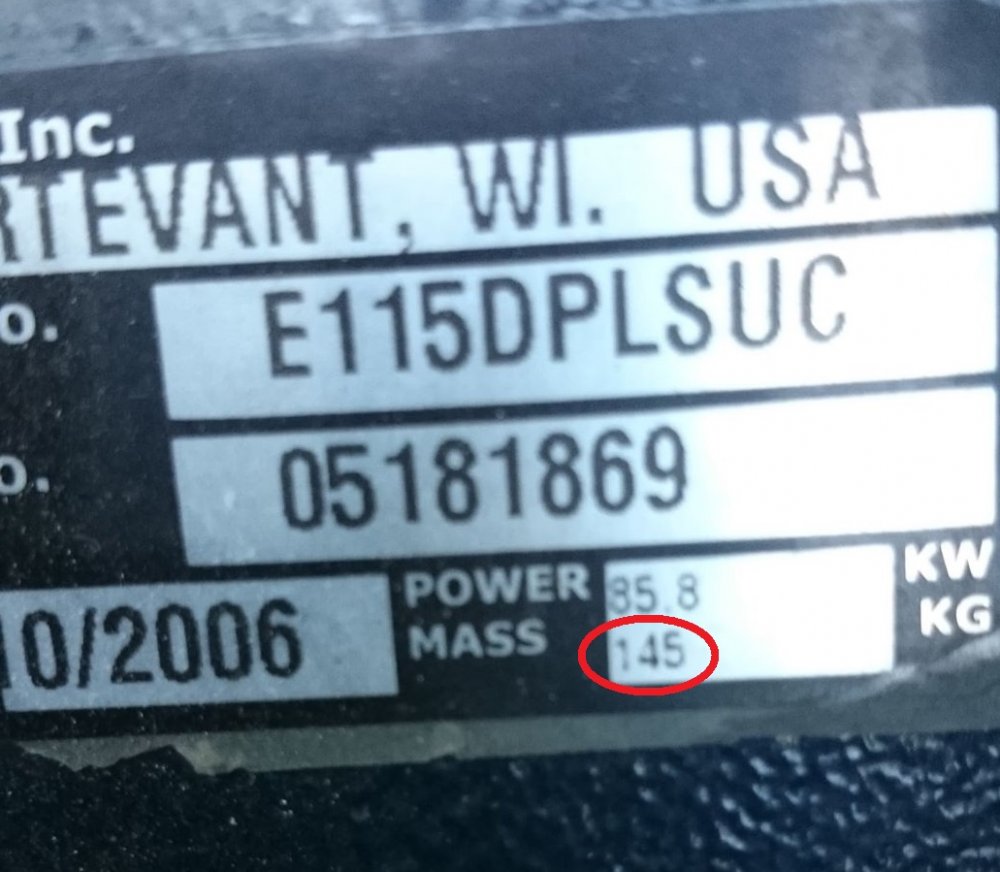 Inc.
RTEVANT, WI. USA
o. E115DPLSUC
o. 05181869
10/2006 POWER 85.8 KW
MASS 145 KG